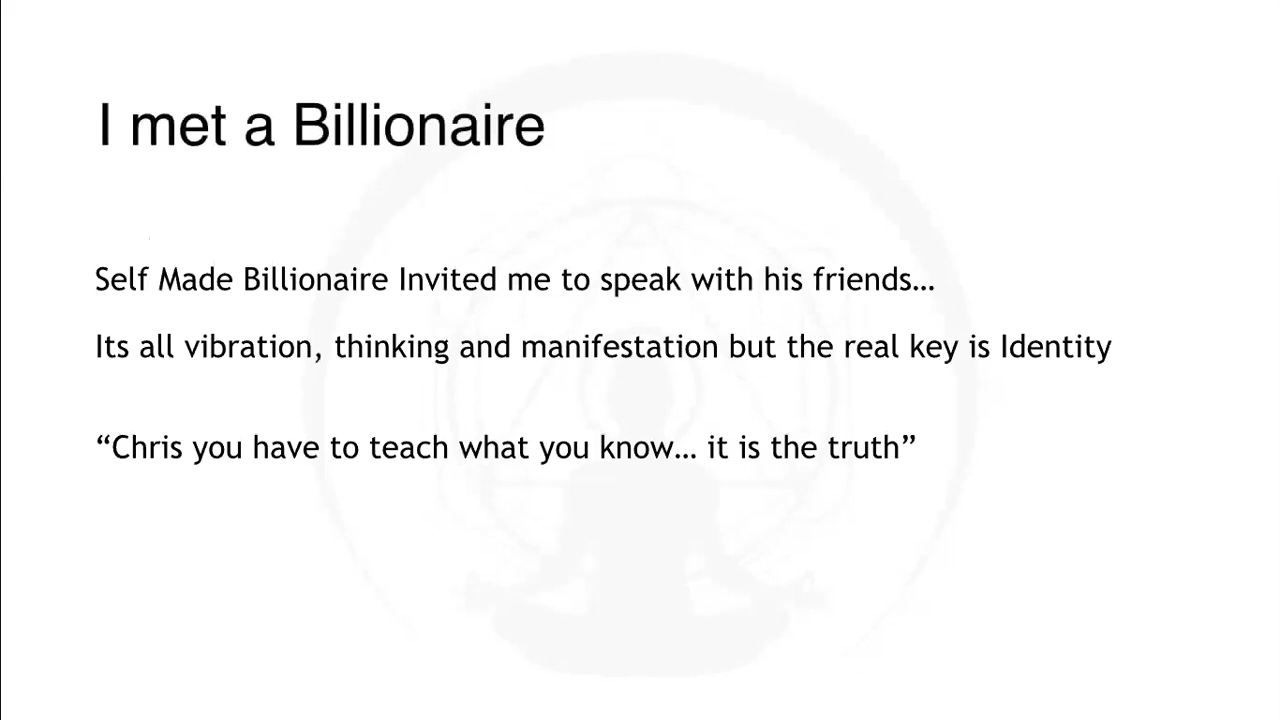 I met a Billionaire
Self Made Billionaire Invited me to speak with his friends…
Its all vibration, thinking and manifestation but the real key is Identity
“Chris you have to teach what you know… it is the truth”